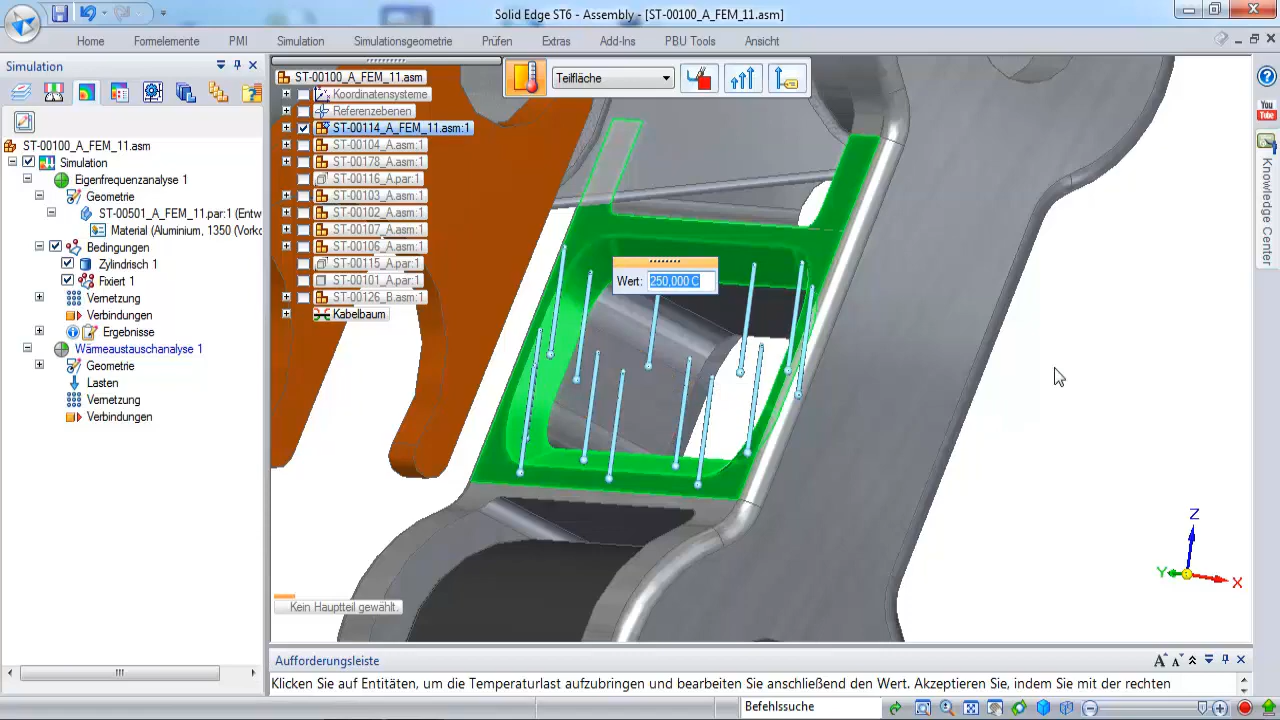 Solid Edge ST6 - Assembly - [ST-00100_A_FEM_11.asm]
Home
Formelemente
PMI
Simulation
Simulationsgeometrie
Prüfen
Extras
Add-Ins
PBU Tools
Ansicht
Simulation
ST-00100_A_FEM_11.asm
Simulation
Eigenfrequenzanalyse 1
Geometrie
ST-00501_A_FEM_11.par:1 (Entw
Material (Aluminium, 1350 (Vorko
Bedingungen
Zylindrisch 1
Fixiert 1
Vernetzung
Verbindungen
Ergebnisse
Wärmeaustauschanalyse 1
Geometrie
Lasten
Vernetzung
Verbindungen
ST-00100_A_FEM_11.asm
Koordinatensysteme
Referenzebenen
ST-00114_A_FEM_11.asm:1
ST-00104_A.asm:1
ST-00178_A.asm:1
ST-00116_A.par:1
ST-00103_A.asm:1
ST-00102_A.asm:1
ST-00107_A.asm:1
ST-00106_A.asm:1
ST-00115_A.par:1
ST-00101_A.par:1
ST-00126_B.asm:1
Kabelbaum
Teilfläche
Wert: 250,000 C
Z
Y
X
Kein Hauptteil gewählt.
You
Tube
Knowledge Center
Aufforderungsleiste
Klicken Sie auf Entitäten, um die Temperaturlast aufzubringen und bearbeiten Sie anschließend den Wert. Akzeptieren Sie, indem Sie mit der rechten
Befehlssuche